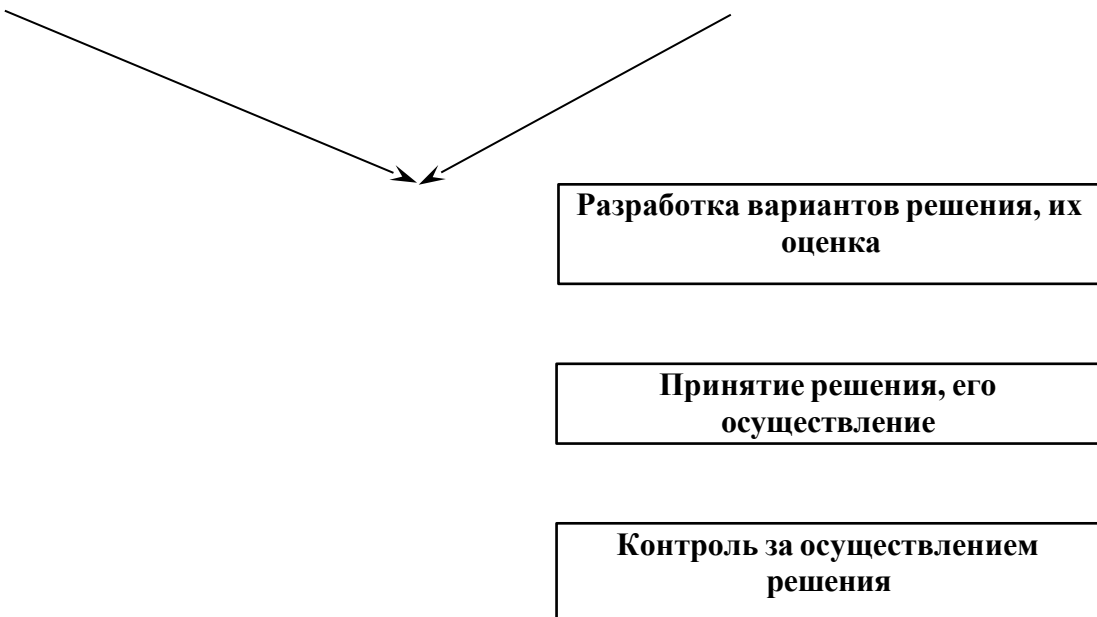 Разработка вариантов решения, их
оценка
Принятие решения, его
осуществление
Контроль за осуществлением
решения